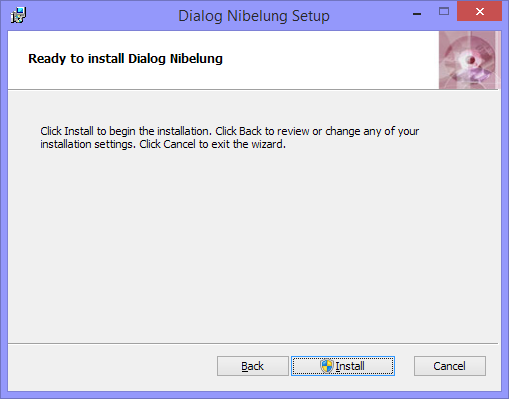 Dialog Nibelung Setup
Ready to install Dialog Nibelung
Click Install to begin the installation. Click Back to review or change any of your
installation settings. Click Cancel to exit the wizard.
Back
Install
Cancel